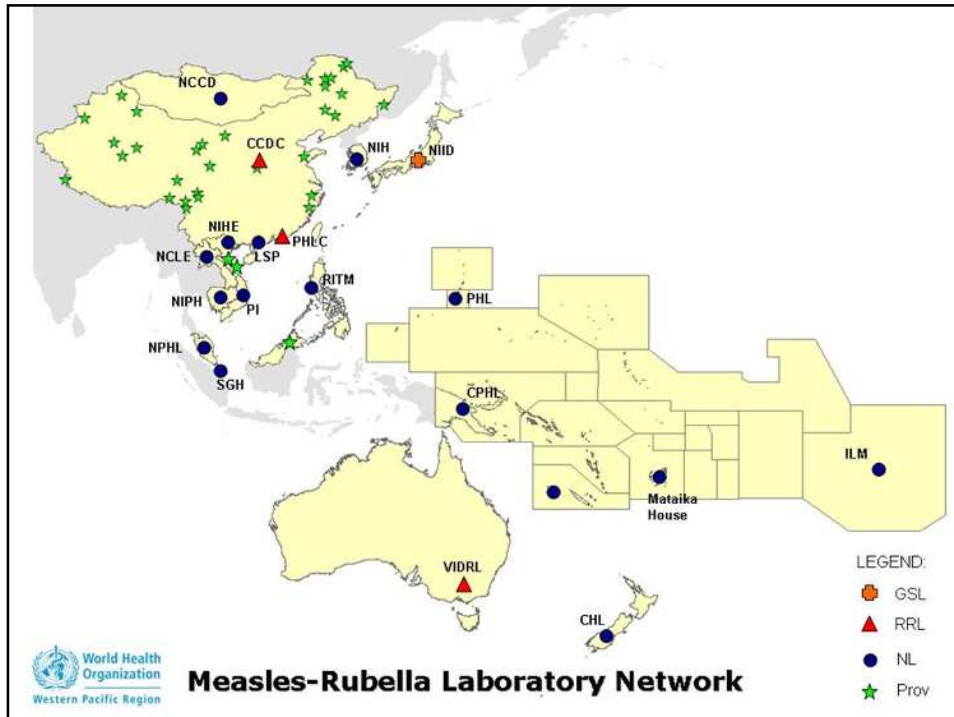 NCCD
CCDC
NIH
NIID
NIHE
PHLC
NCLE
LSP
RITM
NIPH
PI
PHL
NPHL
SGH
CPHL
ILM
Mataika
House
VIDRL
CHL
LEGEND:
GSL
RRL
NL
Prov
World Health
Organization
Western Pacific Region
Measles-Rubella Laboratory Network